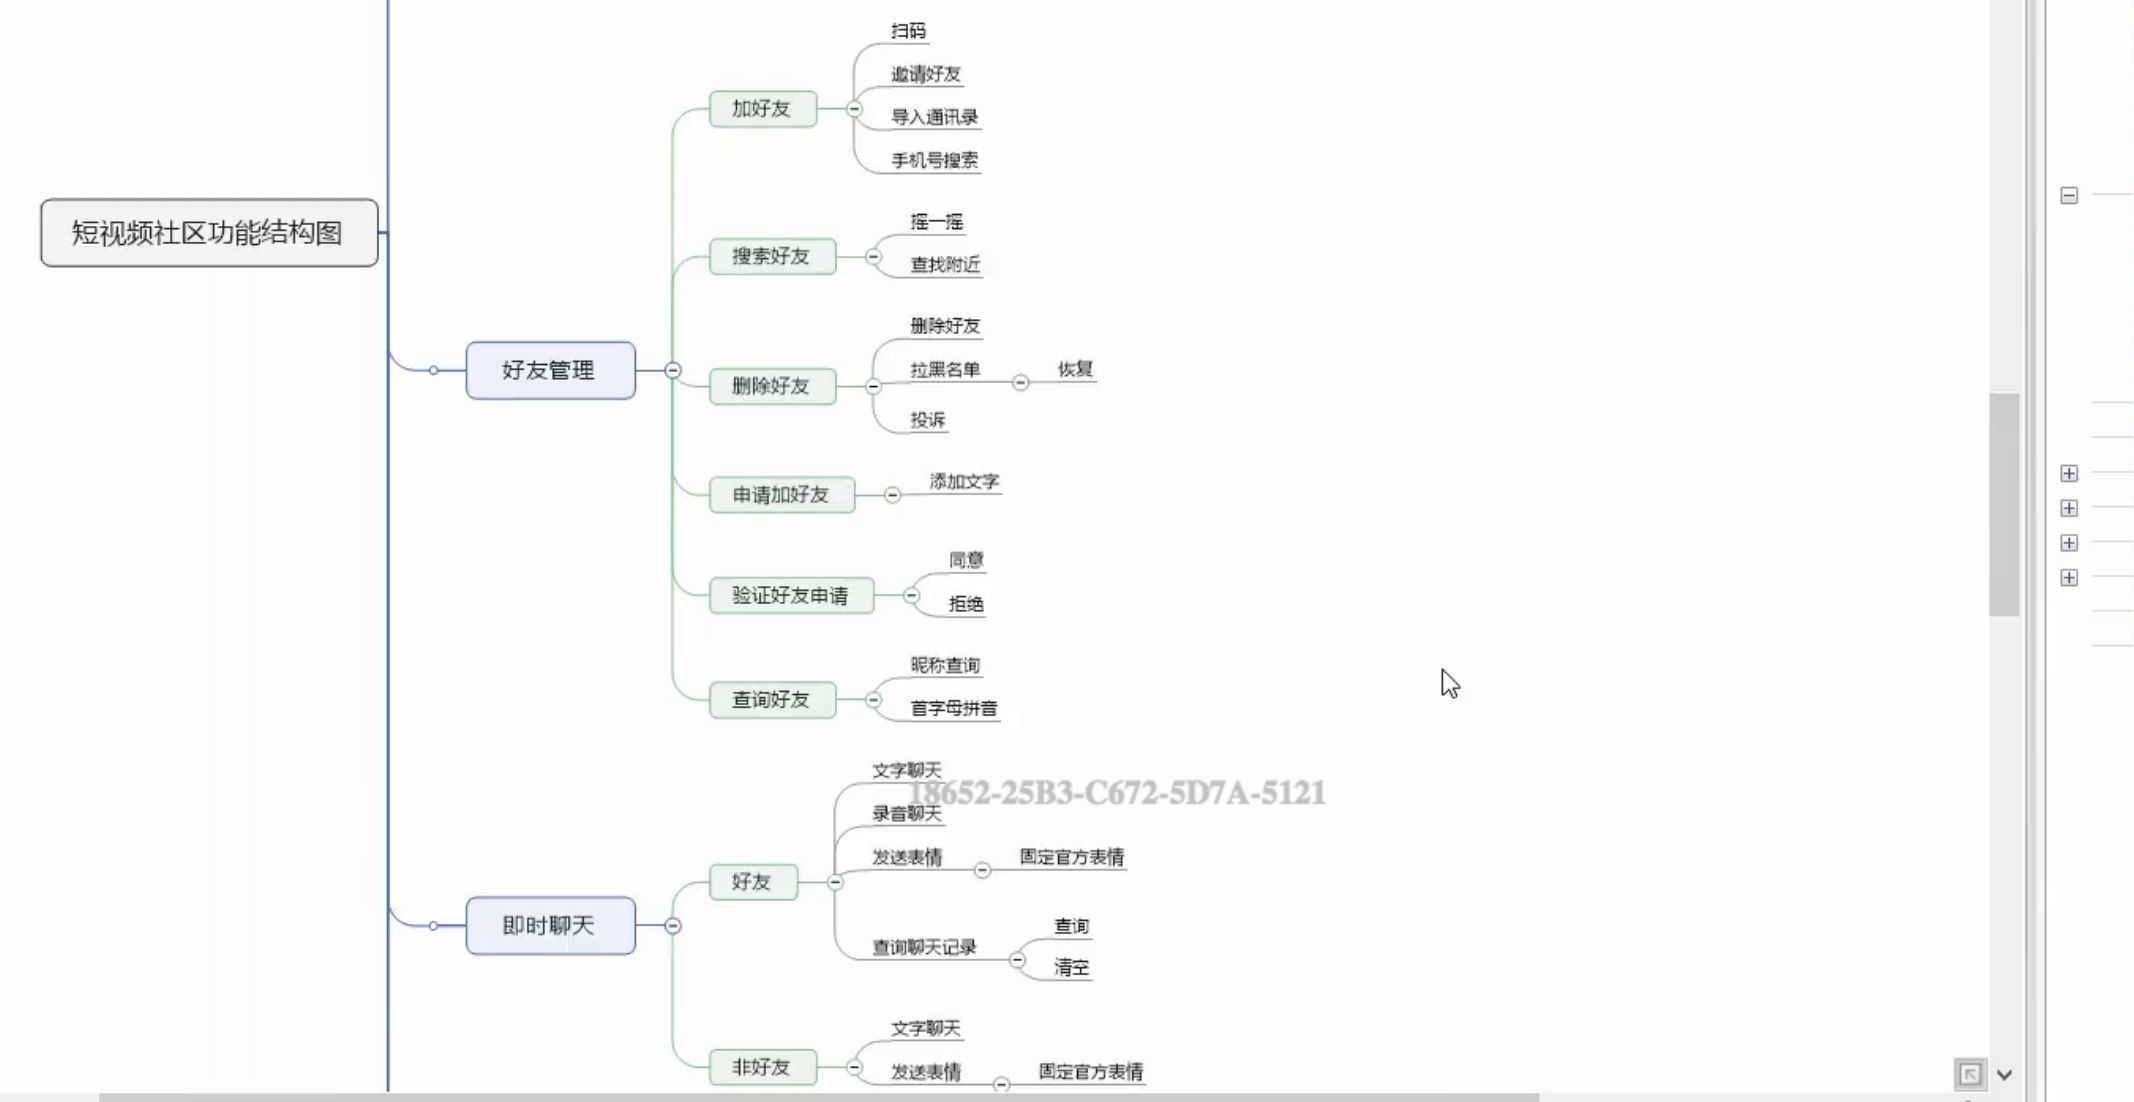 短视频社区功能结构图
好友管理
加好友
扫码
邀请好友
导入通讯录
手机号搜索
搜索好友
摇一摇
查找附近
删除好友
删除好友
拉黑名单
恢复
投诉
申请加好友
添加文字
验证好友申请
同意
拒绝
查询好友
昵称查询
首字母拼音
即时聊天
好友
文字聊天
18652-25B3-C672-5D7A-5121
录音聊天
发送表情
固定官方表情
查询聊天记录
查询
清空
非好友
文字聊天
发送表情
固定官方表情